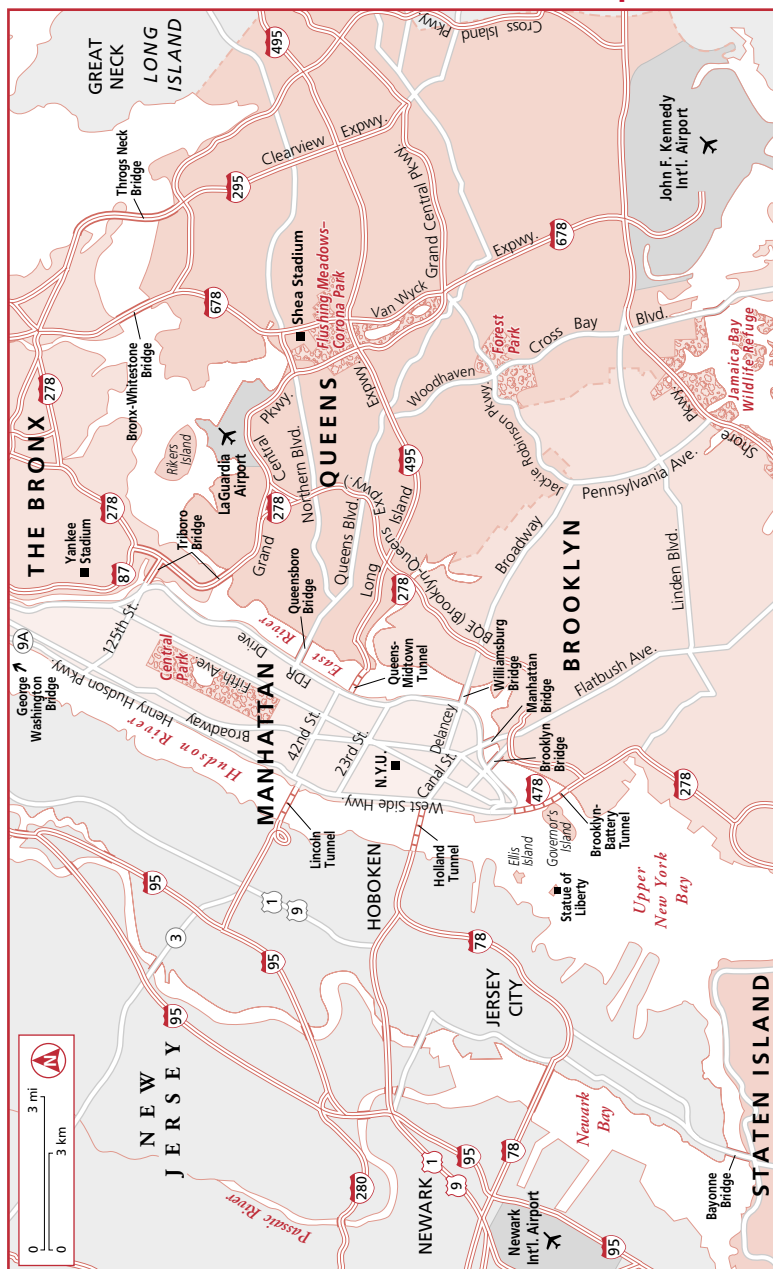 0
3 mi
0
3 km
N
NEW
JERSEY
Passaic River
3
95
95
95
1
9
280
NEWARK
1
9
95
78
78
95
Newark
Int'l. Airport
Newark
Bay
Bayonne
Bridge
STATEN ISLAND
JERSEY
CITY
HOBOKEN
Lincoln
Tunnel
Holland
Tunnel
Ellis
Island
Statue of
Liberty
Governor's
Island
Upper
New York
Bay
Brooklyn-
Battery
Tunnel
478
278
George
Washington
Bridge
9A
Hudson River
Henry Hudson Pkwy.
Broadway
Fifth Ave.
Central
Park
125th St.
MANHATTAN
42nd St.
23rd St.
N.Y.U.
West Side Hwy.
Canal St.
Delancey
FDR Drive
East River
Queens-
Midtown
Tunnel
Williamsburg
Bridge
Manhattan
Bridge
Brooklyn
Bridge
THE BRONX
Yankee
Stadium
87
278
278
Triboro
Bridge
Queensboro
Bridge
Rikers
Island
LaGuardia
Airport
Bronx-Whitestone
Bridge
Throgs Neck
Bridge
GREAT
NECK
LONG
ISLAND
495
295
678
Clearview Expwy.
Cross Island Pkwy.
Shea Stadium
Flushing Meadows–
Corona Park
QUEENS
Grand Central Pkwy.
278
Northern Blvd.
Queens Blvd.
Long Island Expwy.
495
278
BQE (Brooklyn-Queens Expwy.)
Van Wyck Expwy.
Grand Central Pkwy.
678
Woodhaven
Cross Bay Blvd.
Forest
Park
Jackie Robinson Pkwy.
John F. Kennedy
Int'l. Airport
Jamaica Bay
Wildlife Refuge
Shore Pkwy.
Pennsylvania Ave.
Broadway
BROOKLYN
Linden Blvd.
Flatbush Ave.